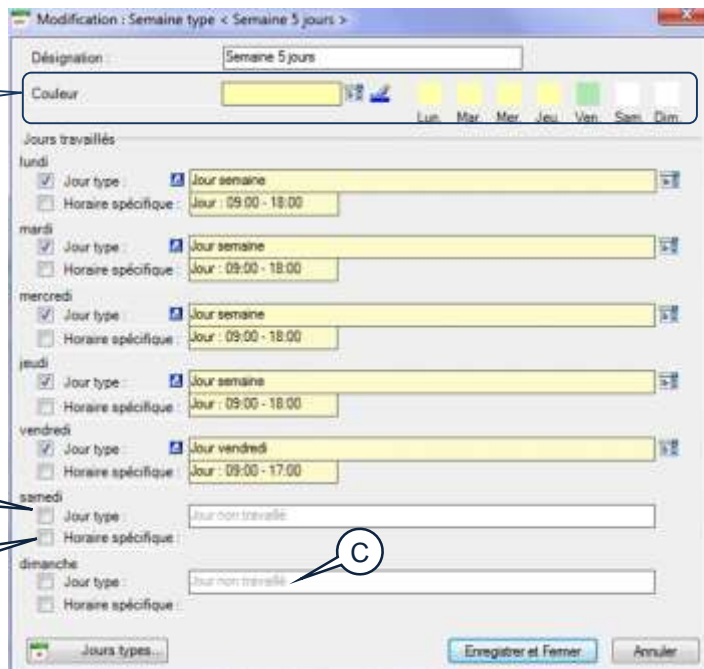 Modification : Semaine type < Semaine 5 jours >
Désignation : Semaine 5 jours
Couleur
Lun. Mar. Mer. Jeu. Ven. Sam. Dim.
Jours travaillés
lundi
Jour type : Jour semaine
Horaire spécifique : Jour : 09:00 - 18:00
mardi
Jour type : Jour semaine
Horaire spécifique : Jour : 09:00 - 18:00
mercredi
Jour type : Jour semaine
Horaire spécifique : Jour : 09:00 - 18:00
jeudi
Jour type : Jour semaine
Horaire spécifique : Jour : 09:00 - 18:00
vendredi
Jour type : Jour vendredi
Horaire spécifique : Jour : 09:00 - 17:00
samedi
Jour type : Jour non travaillé
Horaire spécifique :
C
dimanche
Jour type : Jour non travaillé
Horaire spécifique :
Jours types... Enregistrer et Fermer Annuler